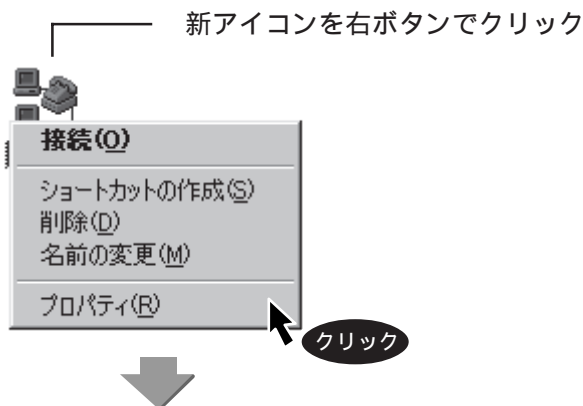 新アイコンを右ボタンでクリック
接続(O)
ショートカットの作成(S)
削除(D)
名前の変更(M)
プロパティ(R)
クリック